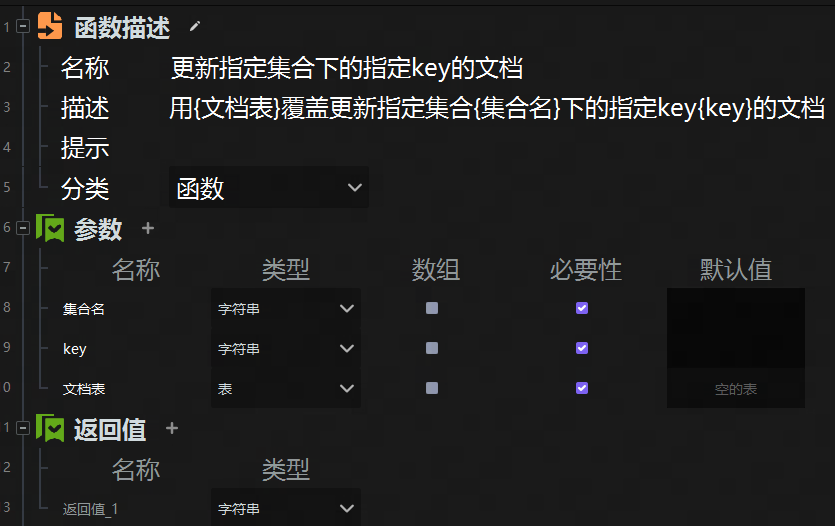 1 函数描述
2 名称 更新指定集合下的指定key的文档
3 描述 用{文档表}覆盖更新指定集合{集合名}下的指定key{key}的文档
4 提示
5 分类 函数
6 参数 +
7 名称 类型 数组 必要性 默认值
8 集合名 字符串
9 key 字符串
0 文档表 表 空的表
1 返回值 +
2 名称 类型
3 返回值_1 字符串